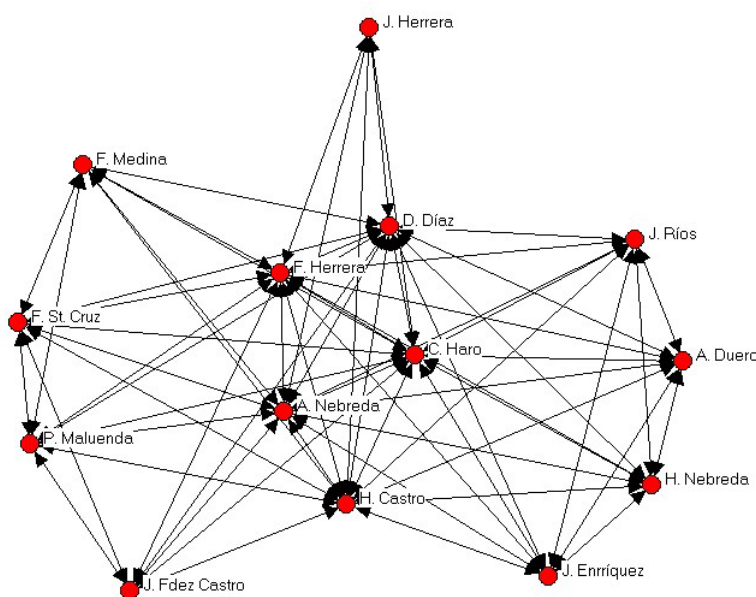 J. Herrera
F. Medina
D. Díaz
J. Ríos
F. Herrera
F. St. Cruz
C. Haro
A. Duero
A. Nebreda
P. Maluenda
H. Nebreda
H. Castro
J. Enrríquez
J. Fdez Castro